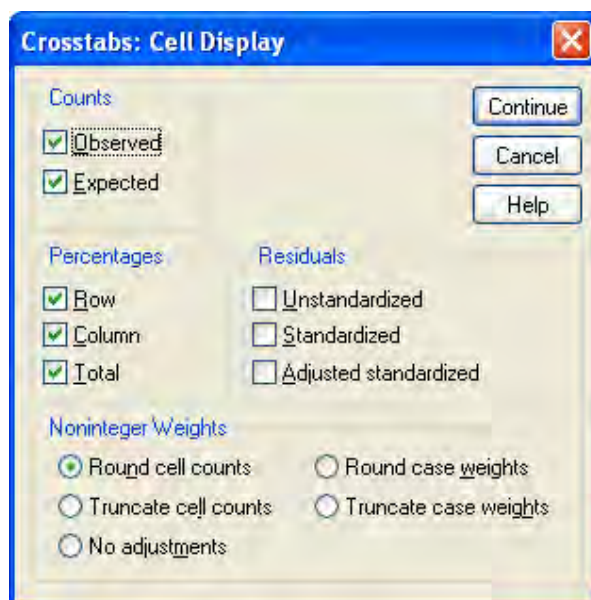 Crosstabs: Cell Display
Counts
Observed
Expected
Continue
Cancel
Help
Percentages
Row
Column
Total
Residuals
Unstandardized
Standardized
Adjusted standardized
Noninteger Weights
Round cell counts
Round case weights
Truncate cell counts
Truncate case weights
No adjustments